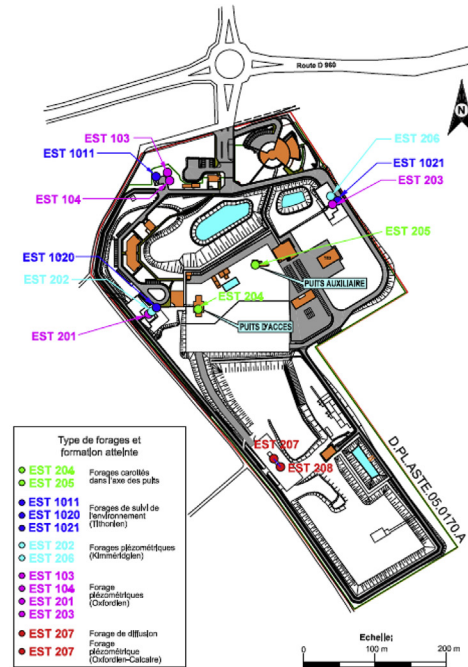 Route D 960
N
EST 103
EST 1011
EST 104
EST 206
EST 1021
EST 203
EST 205
EST 1020
EST 202
EST 204
PUITS AUXILIAIRE
PUITS D'ACCES
EST 201
EST 207
EST 208
D.PLASTE.05.0170.A
Type de forages et
formation atteinte
EST 204 Forages carottés
EST 205 dans l'axe des puits
EST 1011 Forages de suivi de
EST 1020 l'environnement
EST 1021 (Tithonien)
EST 202 Forages piézométriques
EST 206 (Kimméridgien)
EST 103
EST 104 Forage
EST 201 piézométriques
EST 203 (Oxfordien)
EST 207 Forage de diffusion
EST 207 Forage
piézométrique
(Oxfordien-Calcaire)
Echelle:
0 100 m 200 m